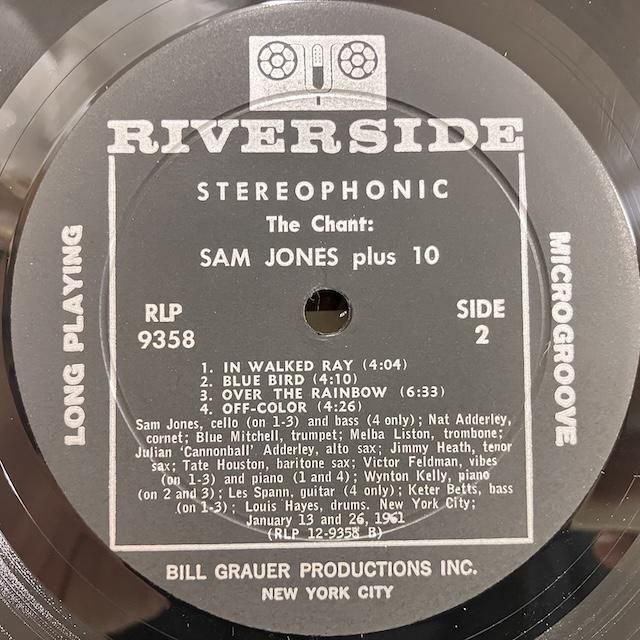 RIVERSIDE
STEREOPHONIC
The Chant:
SAM JONES plus 10
LONG PLAYING
MICROGROOVE
RLP
9358
SIDE
2
1. IN WALKED RAY (4:04)
2. BLUE BIRD (4:10)
3. OVER THE RAINBOW (6:33)
4. OFF-COLOR (4:26)
Sam Jones, cello (on 1-3) and bass (4 only); Nat Adderley,
cornet; Blue Mitchell, trumpet; Melba Liston, trombone;
Julian 'Cannonball' Adderley, alto sax; Jimmy Heath, tenor
sax; Tate Houston, baritone sax; Victor Feldman, vibes
(on 1-3) and piano (1 and 4); Wynton Kelly, piano
(on 2 and 3); Les Spann, guitar (4 only); Keter Betts, bass
(on 1-3); Louis Hayes, drums. New York City;
January 13 and 26, 1961
(RLP 12-9358 B)
BILL GRAUER PRODUCTIONS INC.
NEW YORK CITY